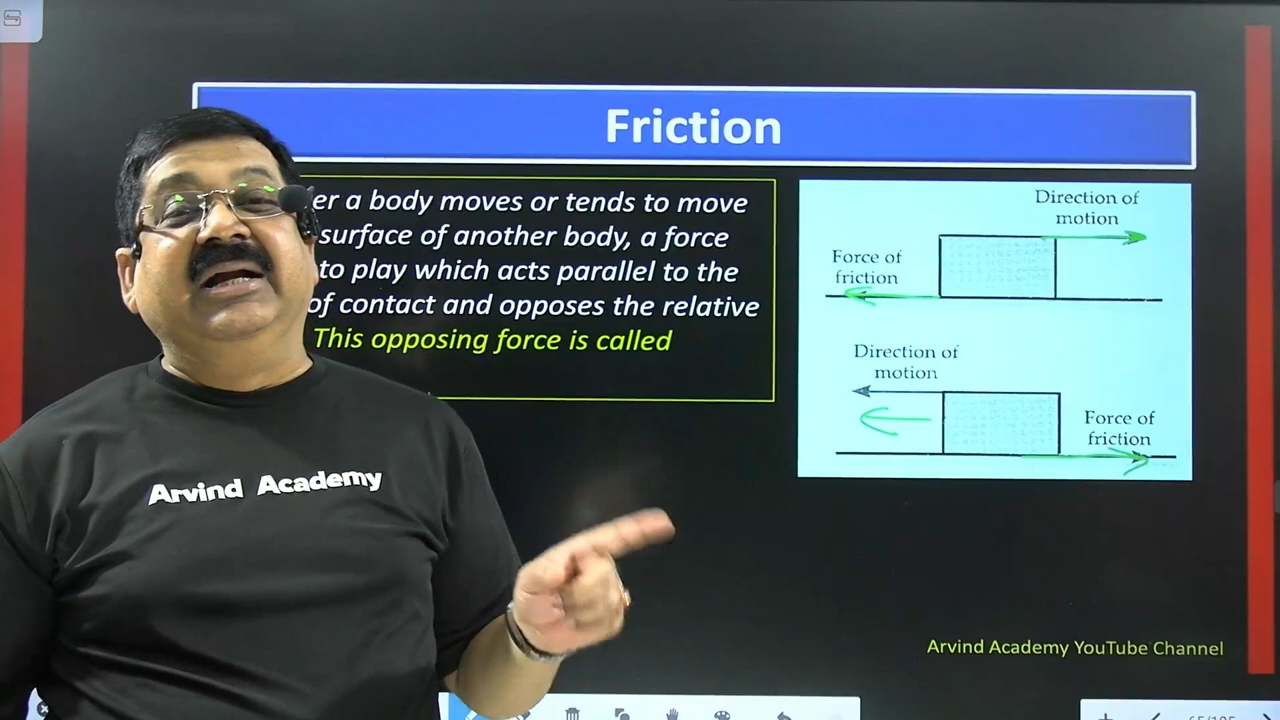 Friction
er a body moves or tends to move
surface of another body, a force
to play which acts parallel to the
of contact and opposes the relative
This opposing force is called
Direction of
motion
Force of
friction
Direction of
motion
Force of
friction
Arvind Academy
Arvind Academy YouTube Channel